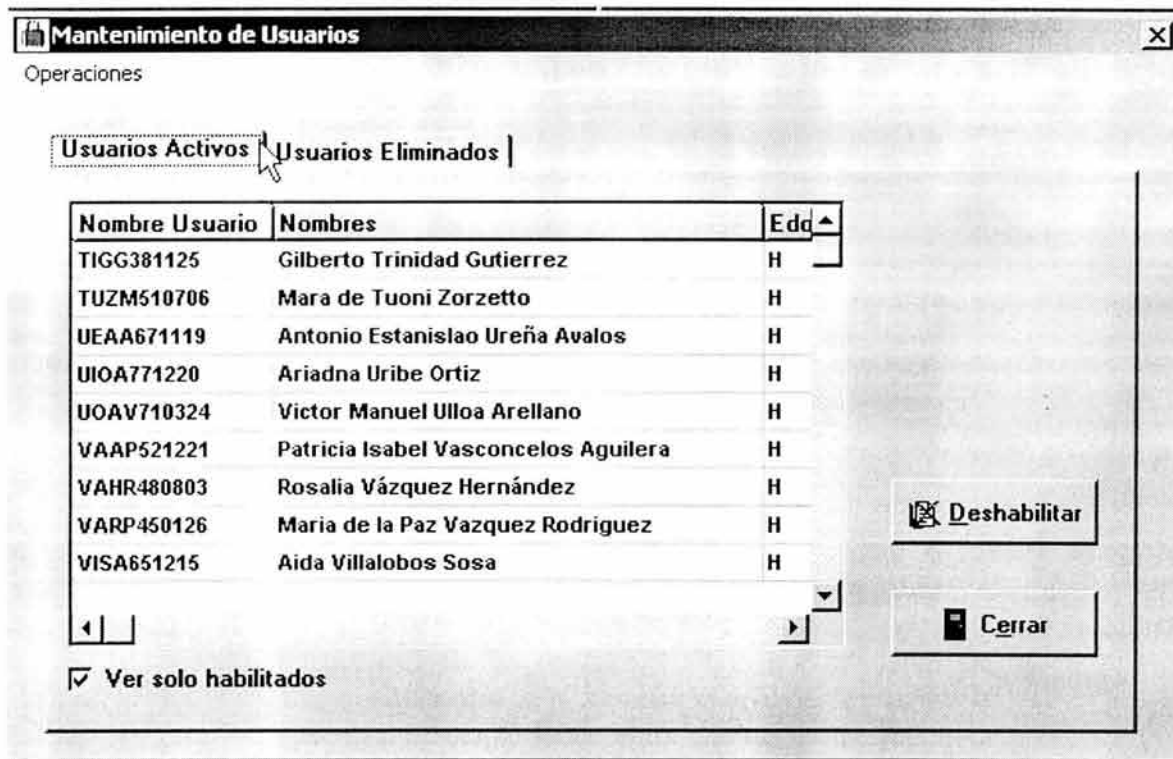 Mantenimiento de Usuarios
Operaciones
Usuarios Activos Usuarios Eliminados
Nombre Usuario Nombres Edo
TIGG381125 Gilberto Trinidad Gutierrez H
TUZM510706 Mara de Tuoni Zorzetto H
UEAA671119 Antonio Estanislao Ureña Avalos H
UIOA771220 Ariadna Uribe Ortiz H
UOAV710324 Victor Manuel Ulloa Arellano H
VAAP521221 Patricia Isabel Vasconcelos Aguilera H
VAHR480803 Rosalia Vázquez Hernández H
VARP450126 Maria de la Paz Vazquez Rodriguez H
VISA651215 Aida Villalobos Sosa H
Deshabilitar
Cerrar
Ver solo habilitados